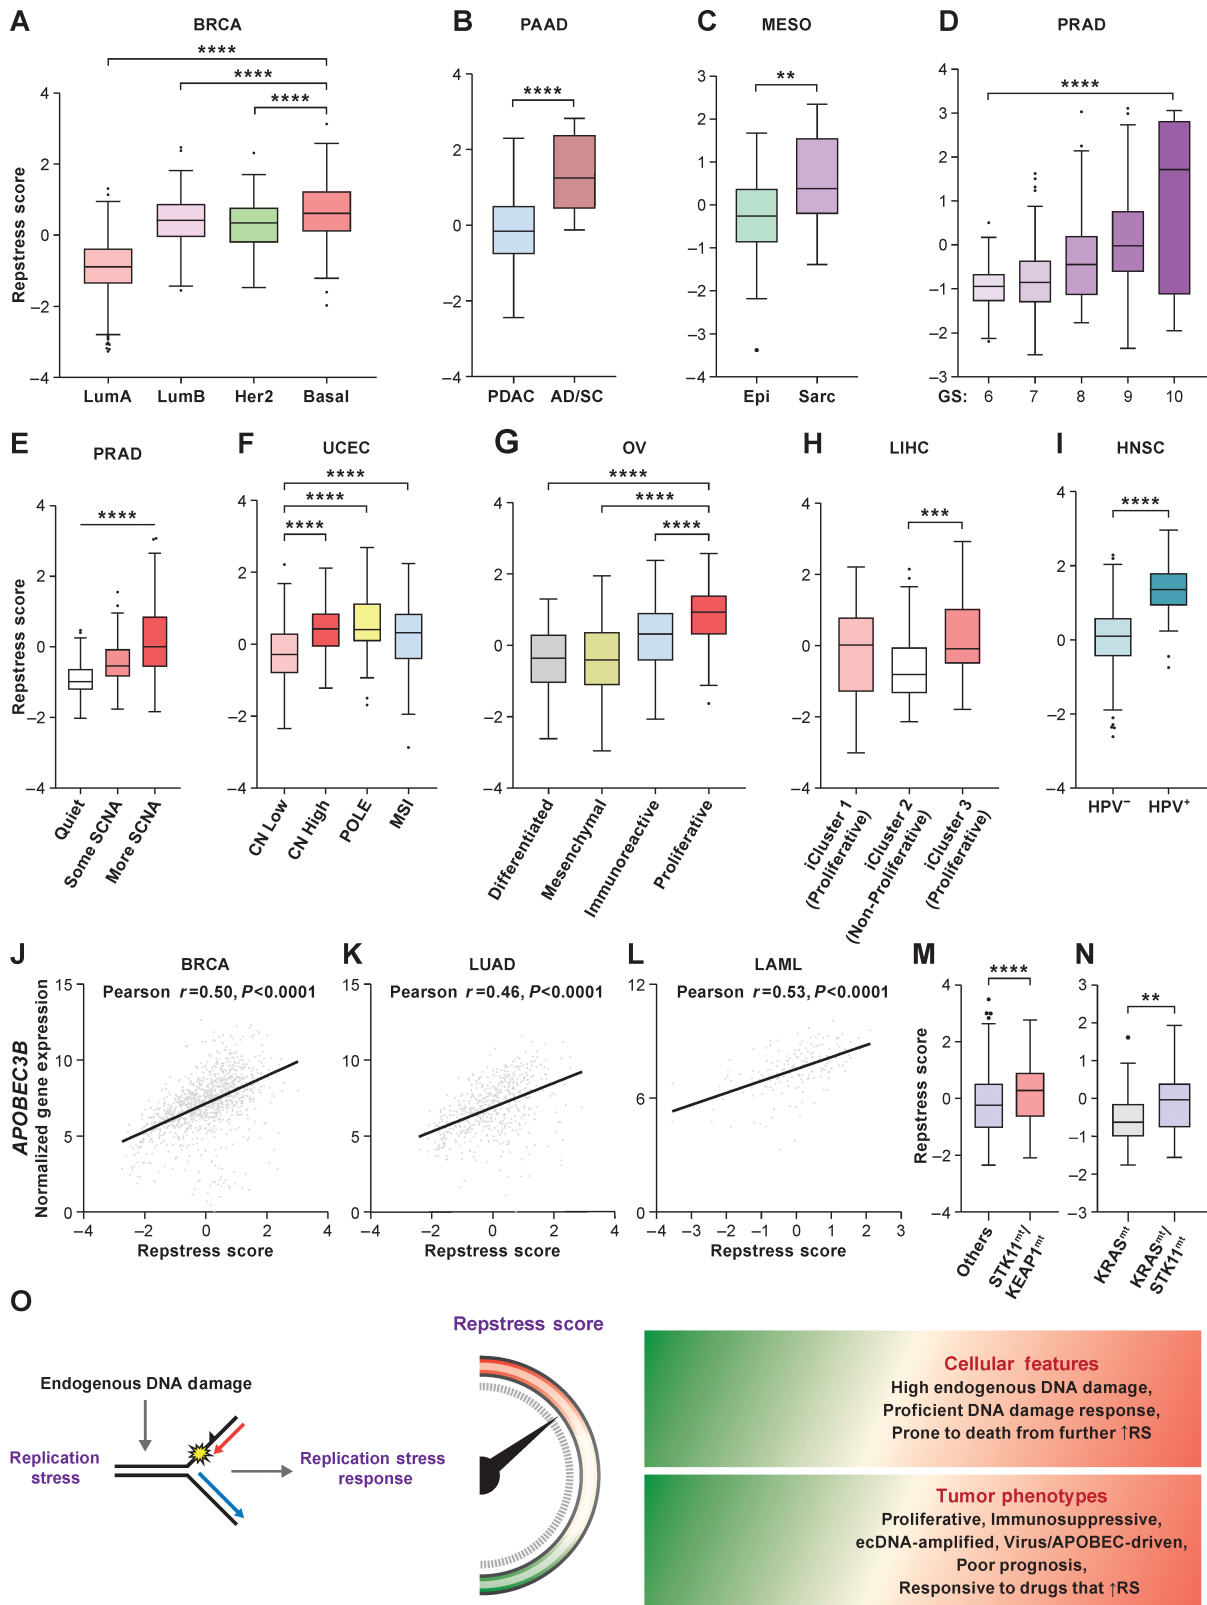 A
BRCA
****
****
****
Repstress score
4
2
0
–2
–4
LumA
LumB
Her2
Basal
B
PAAD
****
4
2
0
–2
–4
PDAC
AD/SC
C
MESO
**
3
2
1
0
–1
–2
–3
–4
Epi
Sarc
D
PRAD
****
4
3
2
1
0
–1
–2
–3
GS:
6
7
8
9
10
E
PRAD
****
Repstress score
4
2
0
–2
–4
Quiet
Some SCNA
More SCNA
F
UCEC
****
****
****
4
2
0
–2
–4
CN Low
CN High
POLE
MSI
G
OV
****
****
****
4
2
0
–2
–4
Differentiated
Mesenchymal
Immunoreactive
Proliferative
H
LIHC
***
4
2
0
–2
–4
iCluster 1
(Proliferative)
iCluster 2
(Non-Proliferative)
iCluster 3
(Proliferative)
I
HNSC
****
4
2
0
–2
–4
HPV⁻
HPV⁺
J
BRCA
Pearson r=0.50, P<0.0001
APOBEC3B
Normalized gene expression
15
10
5
0
–4
–2
0
2
4
Repstress score
K
LUAD
Pearson r=0.46, P<0.0001
15
10
5
0
–4
–2
0
2
4
Repstress score
L
LAML
Pearson r=0.53, P<0.0001
12
6
0
–4
–3
–2
–1
0
1
2
3
Repstress score
M
****
Repstress score
4
2
0
–2
–4
Others
STK11mt/
KEAP1mt
N
**
3
2
1
0
–1
–2
–3
KRASmt
KRASmt/
STK11mt
O
Endogenous DNA damage
Replication
stress
Replication stress
response
Repstress score
Cellular features
High endogenous DNA damage,
Proficient DNA damage response,
Prone to death from further ↑RS
Tumor phenotypes
Proliferative, Immunosuppressive,
ecDNA-amplified, Virus/APOBEC-driven,
Poor prognosis,
Responsive to drugs that ↑RS